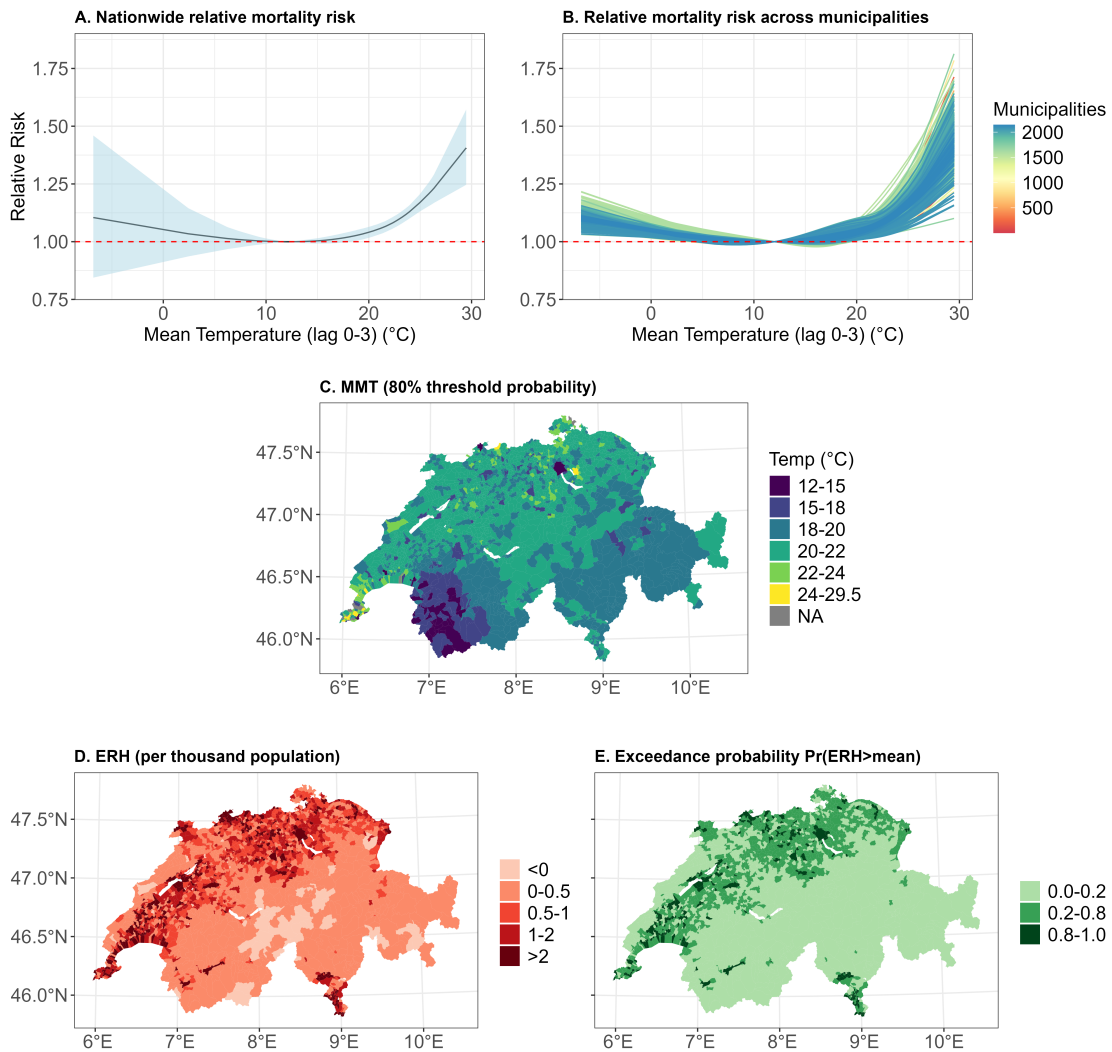 A. Nationwide relative mortality risk
B. Relative mortality risk across municipalities
Relative Risk
1.75
1.50
1.25
1.00
0.75
0
10
20
30
Mean Temperature (lag 0-3) (°C)
1.75
1.50
1.25
1.00
0.75
0
10
20
30
Mean Temperature (lag 0-3) (°C)
Municipalities
2000
1500
1000
500
C. MMT (80% threshold probability)
47.5°N
47.0°N
46.5°N
46.0°N
6°E
7°E
8°E
9°E
10°E
Temp (°C)
12-15
15-18
18-20
20-22
22-24
24-29.5
NA
D. ERH (per thousand population)
47.5°N
47.0°N
46.5°N
46.0°N
6°E
7°E
8°E
9°E
10°E
<0
0-0.5
0.5-1
1-2
>2
E. Exceedance probability Pr(ERH>mean)
6°E
7°E
8°E
9°E
10°E
0.0-0.2
0.2-0.8
0.8-1.0